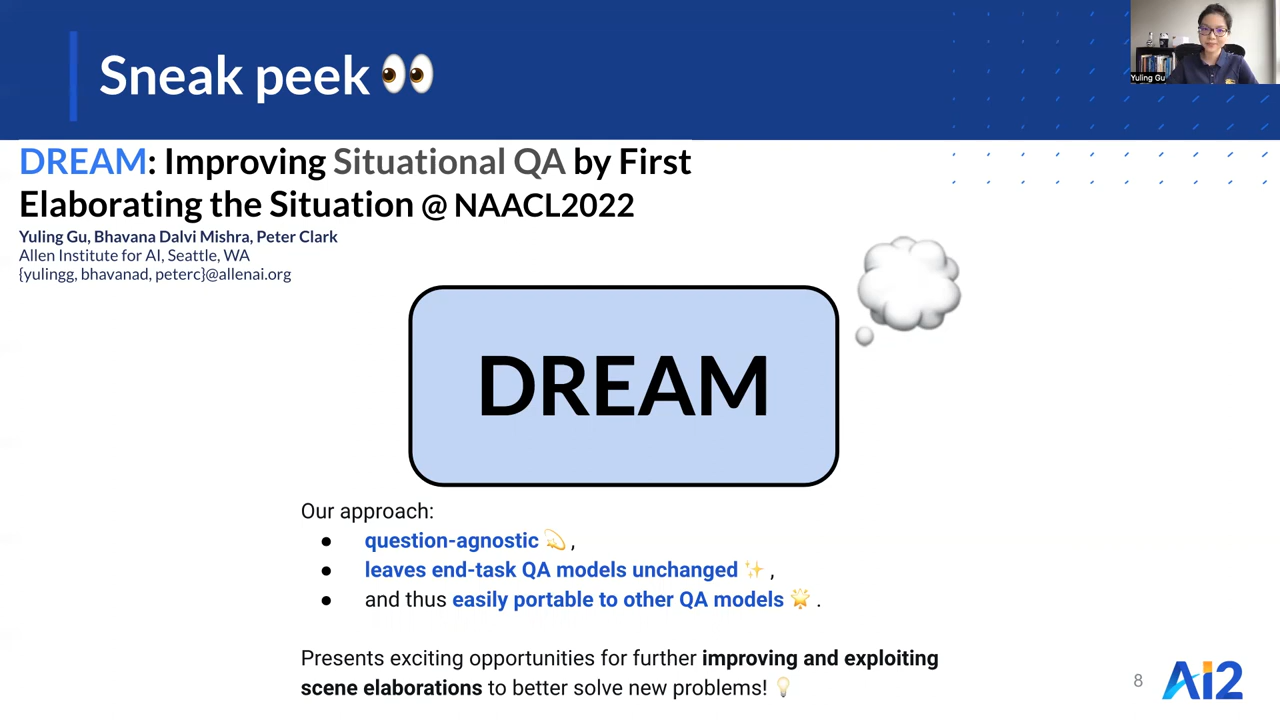 Sneak peek 👀
Yuling Gu
DREAM: Improving Situational QA by First
Elaborating the Situation @ NAACL2022
Yuling Gu, Bhavana Dalvi Mishra, Peter Clark
Allen Institute for AI, Seattle, WA
{yulingg, bhavanad, peterc}@allenai.org
DREAM
Our approach:
● question-agnostic 💫 ,
● leaves end-task QA models unchanged ✨ ,
● and thus easily portable to other QA models 🌟 .
Presents exciting opportunities for further improving and exploiting
scene elaborations to better solve new problems! 💡
8
Ai2